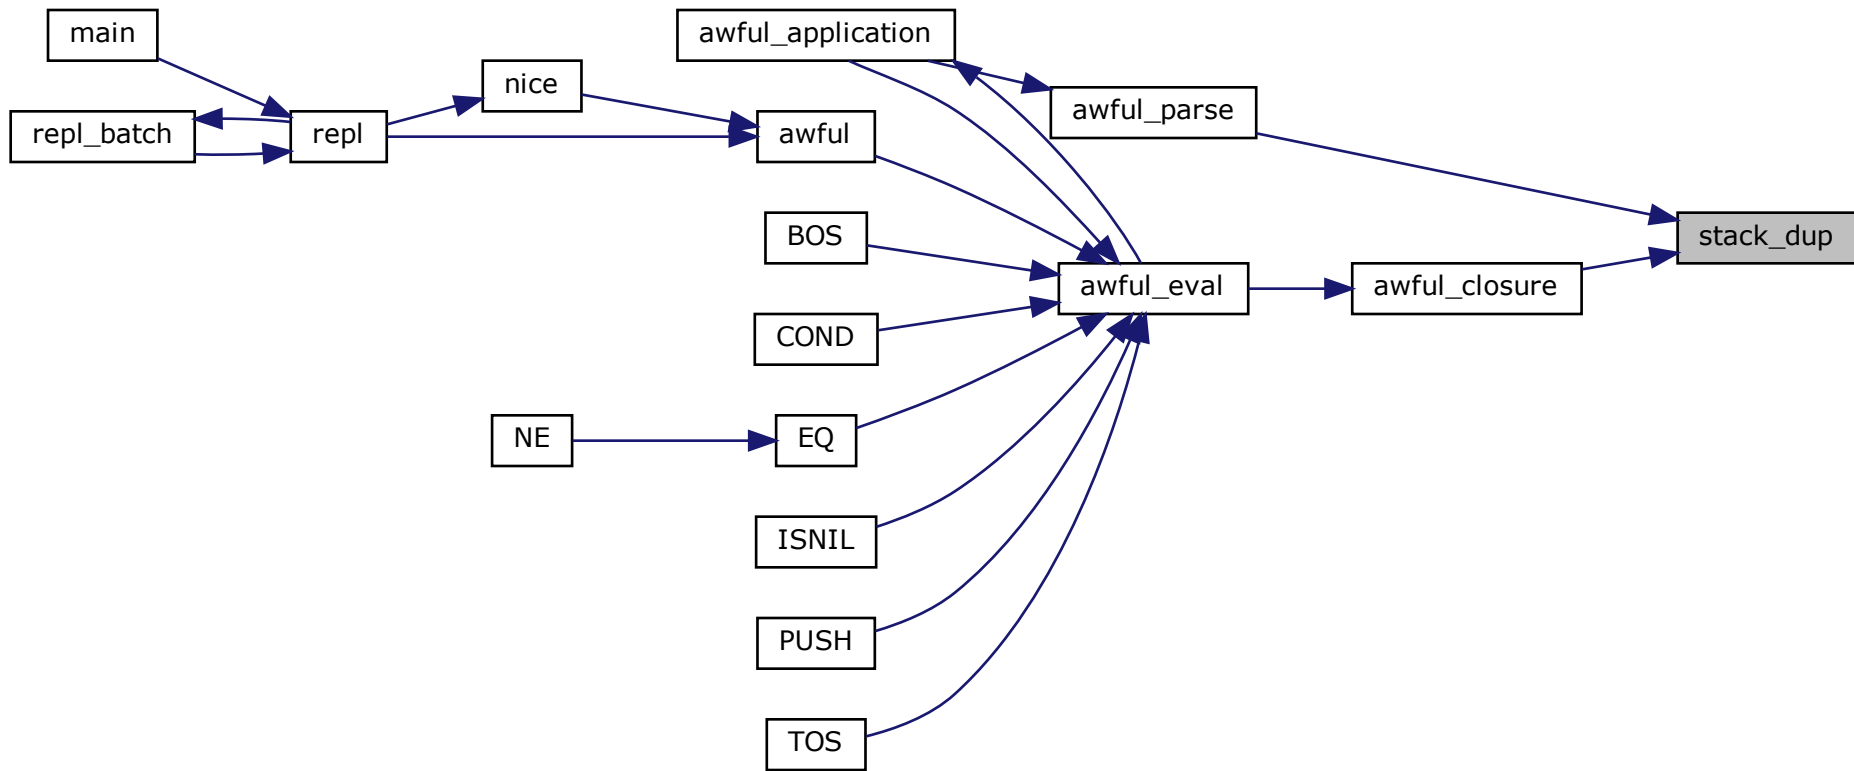 main
awful_application
nice
awful_parse
repl_batch
repl
awful
BOS
stack_dup
awful_eval
awful_closure
COND
NE
EQ
ISNIL
PUSH
TOS